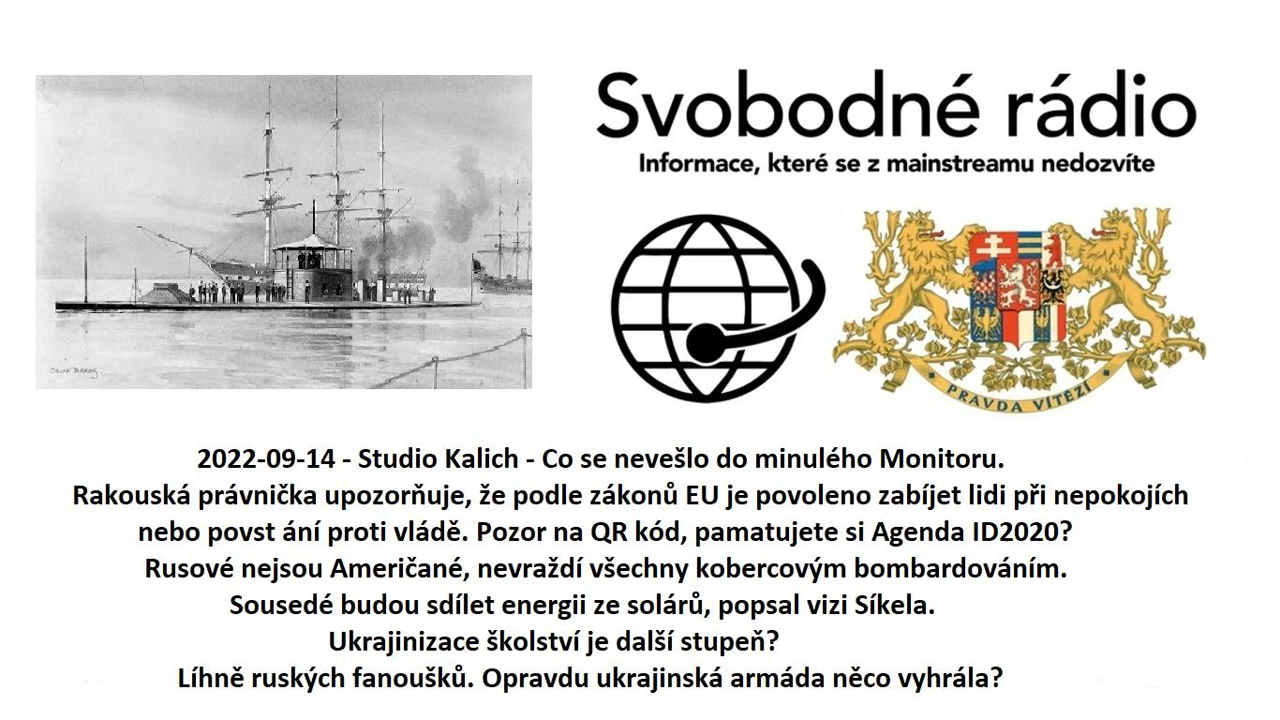 Svobodné rádio
Informace, které se z mainstreamu nedozvíte
PRAVDA VÍTĚZÍ
2022-09-14 - Studio Kalich - Co se nevešlo do minulého Monitoru.
Rakouská právnička upozorňuje, že podle zákonů EU je povoleno zabíjet lidi při nepokojích
nebo povst ání proti vládě. Pozor na QR kód, pamatujete si Agenda ID2020?
Rusové nejsou Američané, nevraždí všechny kobercovým bombardováním.
Sousedé budou sdílet energii ze solárů, popsal vizi Síkela.
Ukrajinizace školství je další stupeň?
Líhně ruských fanoušků. Opravdu ukrajinská armáda něco vyhrála?